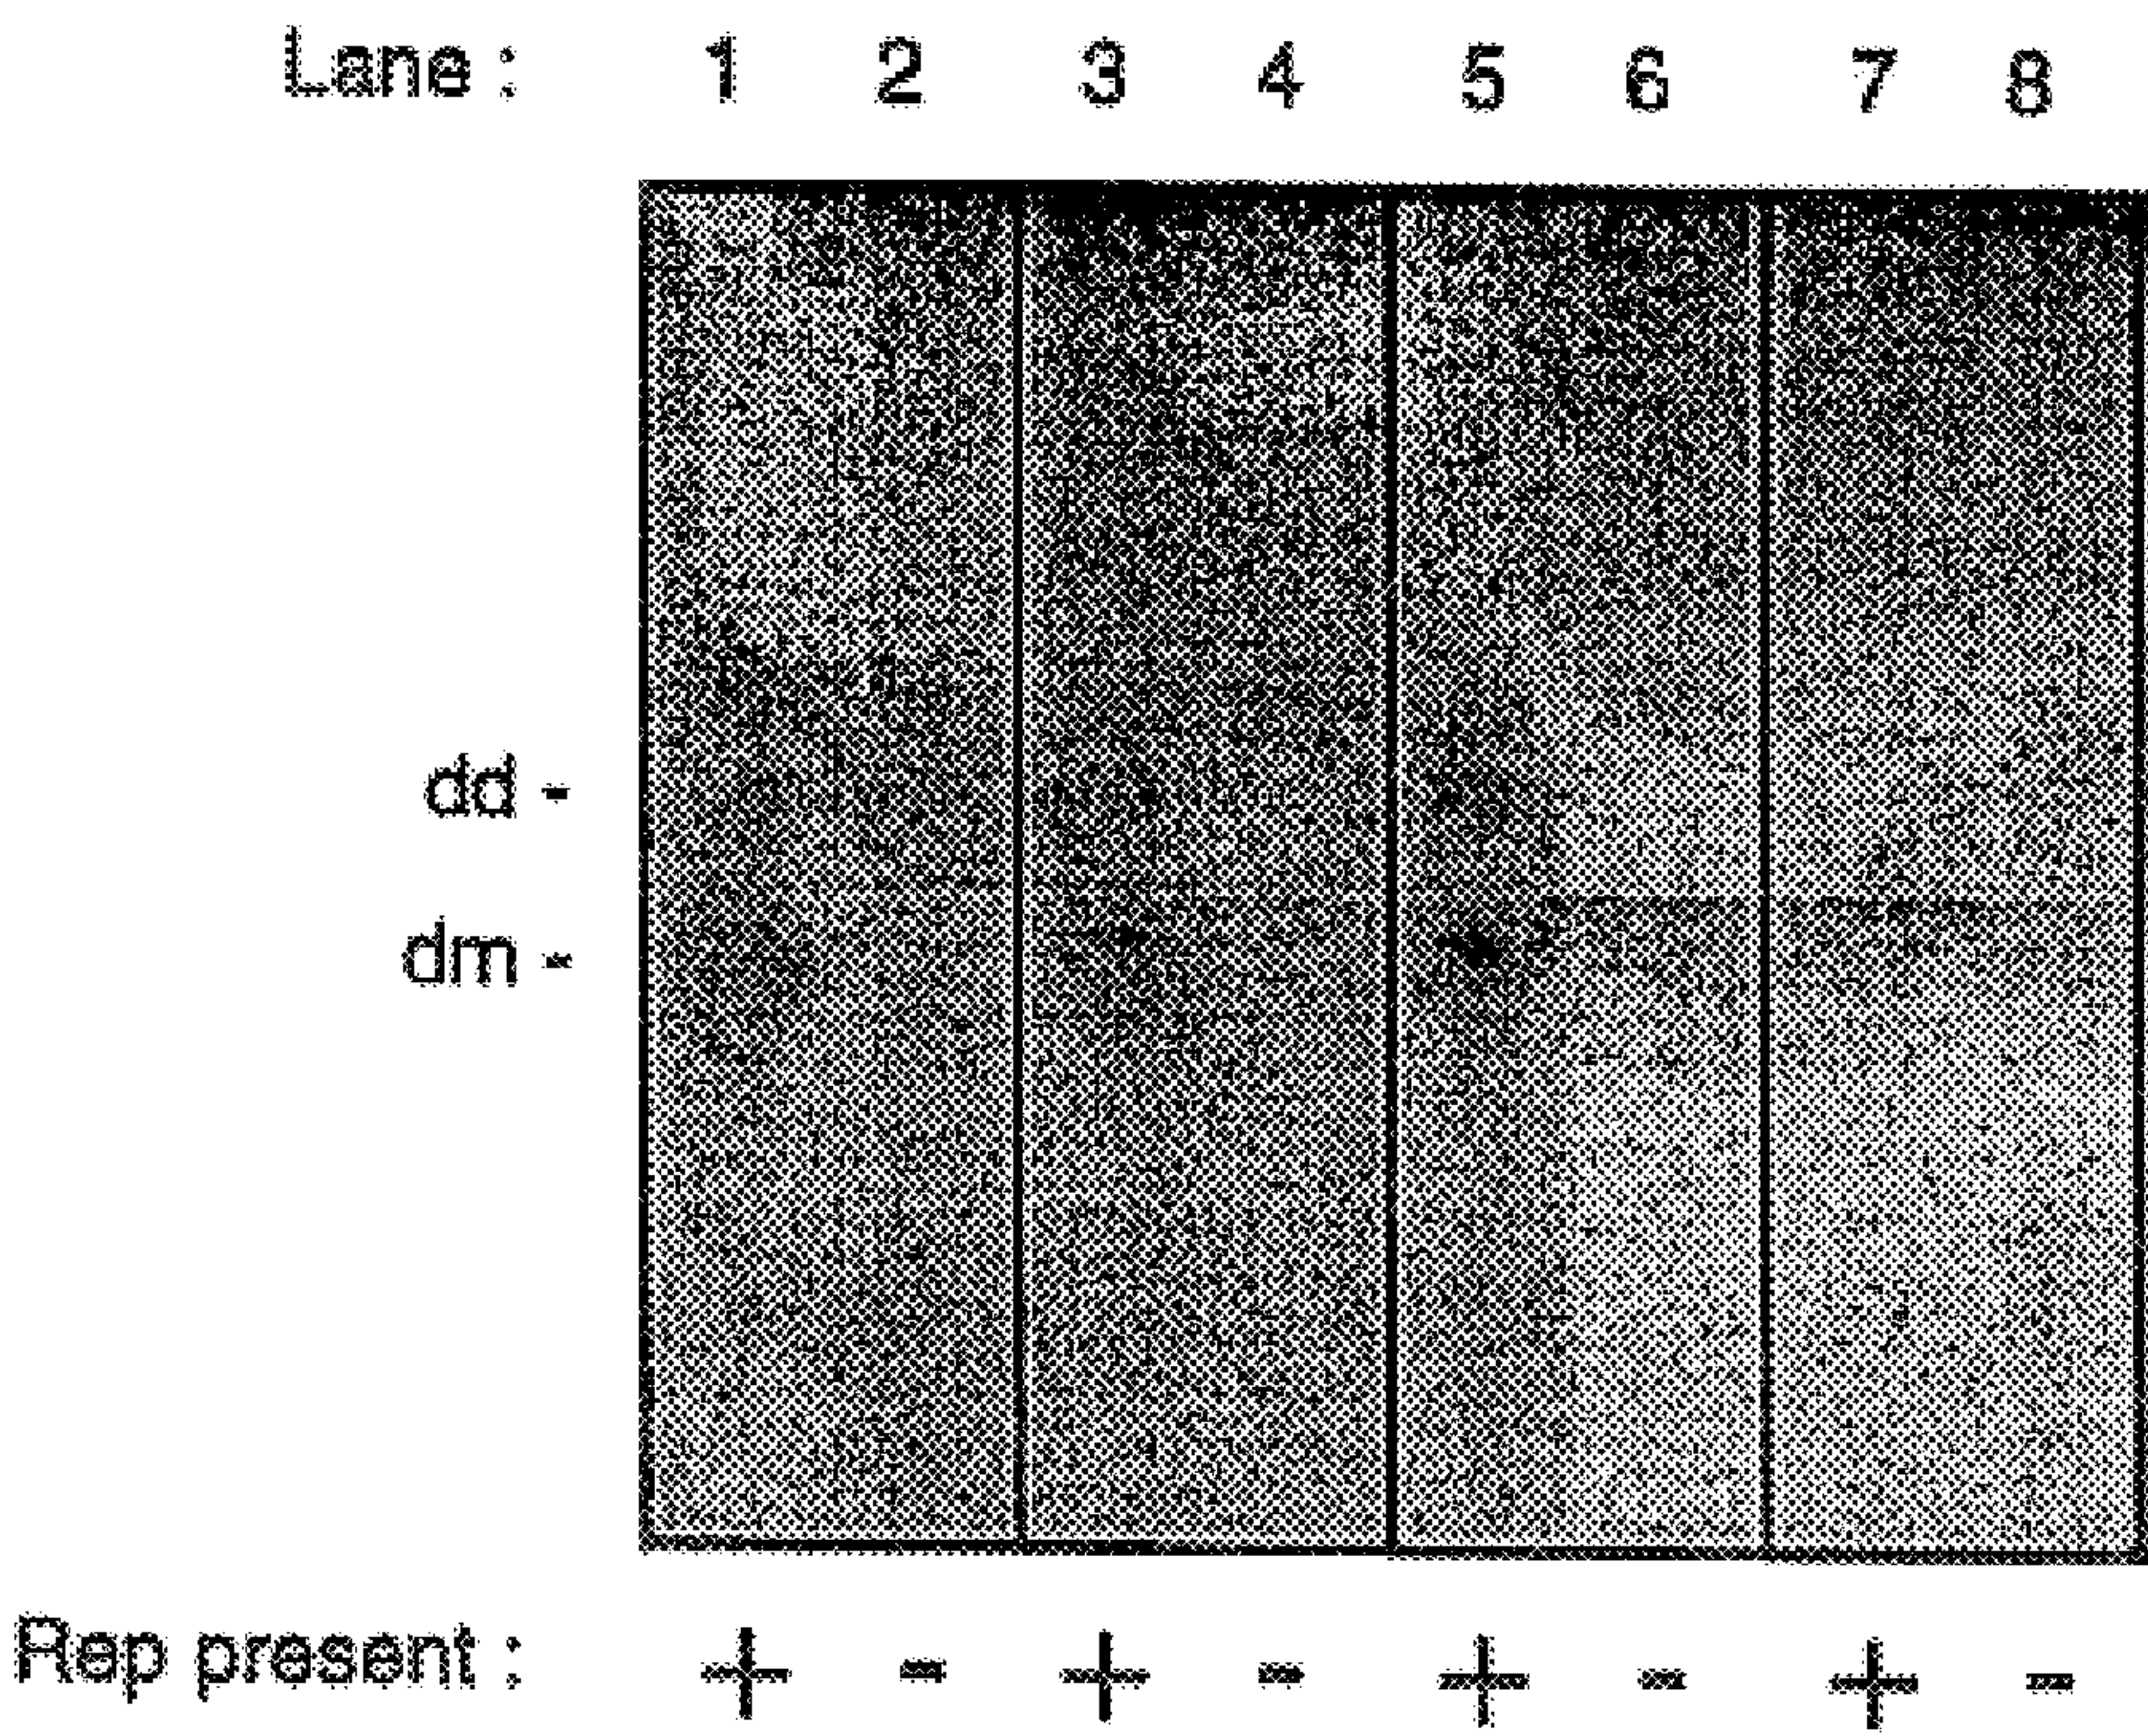 Lane : 1 2 3 4 5 6 7 8
dd -
dm -
Rep present : + - + - + - + -